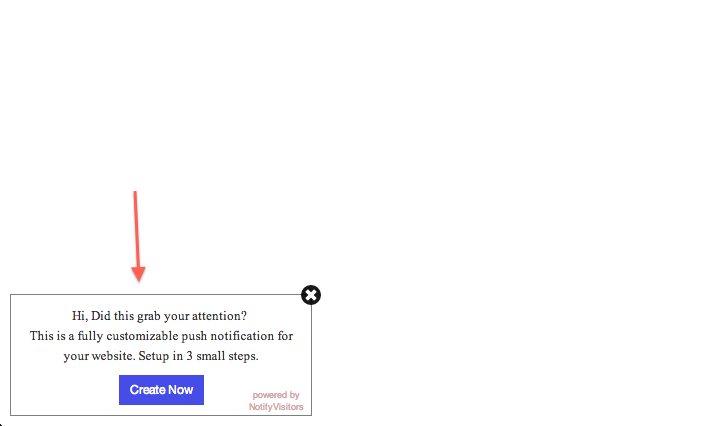 Hi, Did this grab your attention?
This is a fully customizable push notification for
your website. Setup in 3 small steps.
Create Now
powered by
NotifyVisitors